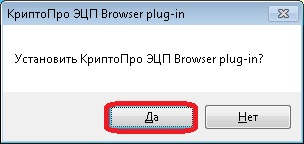 КриптоПро ЭЦП Browser plug-in
Установить КриптоПро ЭЦП Browser plug-in?
Да
Нет